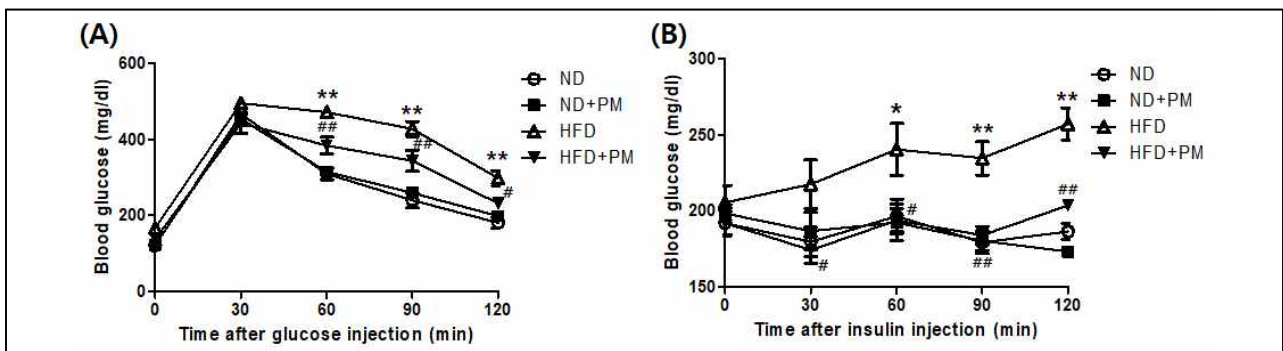 (A)
600
400
200
0
Blood glucose (mg/dl)
**
##
**
##
**
#
0 30 60 90 120
Time after glucose injection (min)
ND
ND+PM
HFD
HFD+PM
(B)
300
250
200
150
Blood glucose (mg/dl)
*
**
**
##
#
#
##
0 30 60 90 120
Time after insulin injection (min)
ND
ND+PM
HFD
HFD+PM